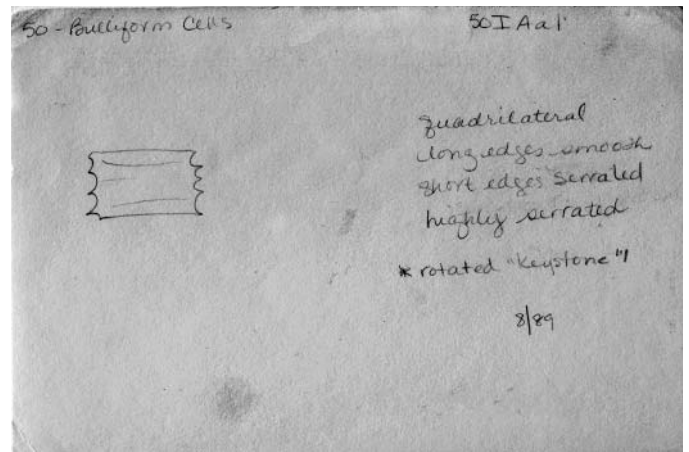 50 - Bulliform Cells
50 I A a 1
quadrilateral
long edges smooth
short edges serrated
highly serrated
* rotated "keystone"
8/89